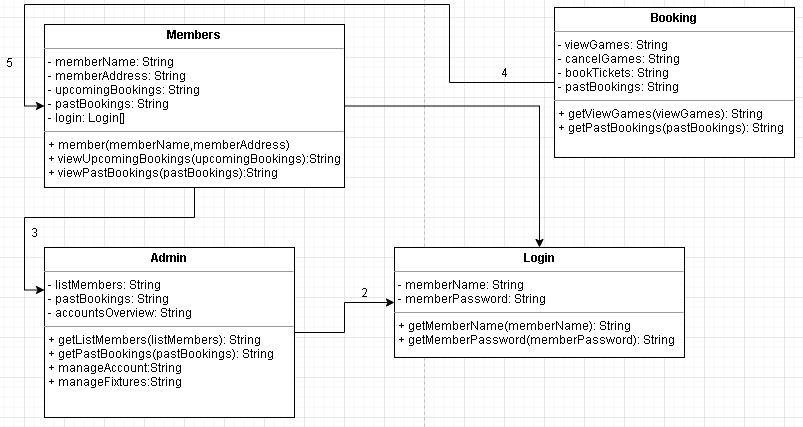 Members
- memberName: String
- memberAddress: String
- upcomingBookings: String
- pastBookings: String
- login: Login[]
+ member(memberName,memberAddress)
+ viewUpcomingBookings(upcomingBookings):String
+ viewPastBookings(pastBookings):String
Booking
- viewGames: String
- cancelGames: String
- bookTickets: String
- pastBookings: String
+ getViewGames(viewGames): String
+ getPastBookings(pastBookings): String
5
4
3
Admin
- listMembers: String
- pastBookings: String
- accountsOverview: String
+ getListMembers(listMembers): String
+ getPastBookings(pastBookings): String
+ manageAccount:String
+ manageFixtures:String
2
Login
- memberName: String
- memberPassword: String
+ getMemberName(memberName): String
+ getMemberPassword(memberPassword): String